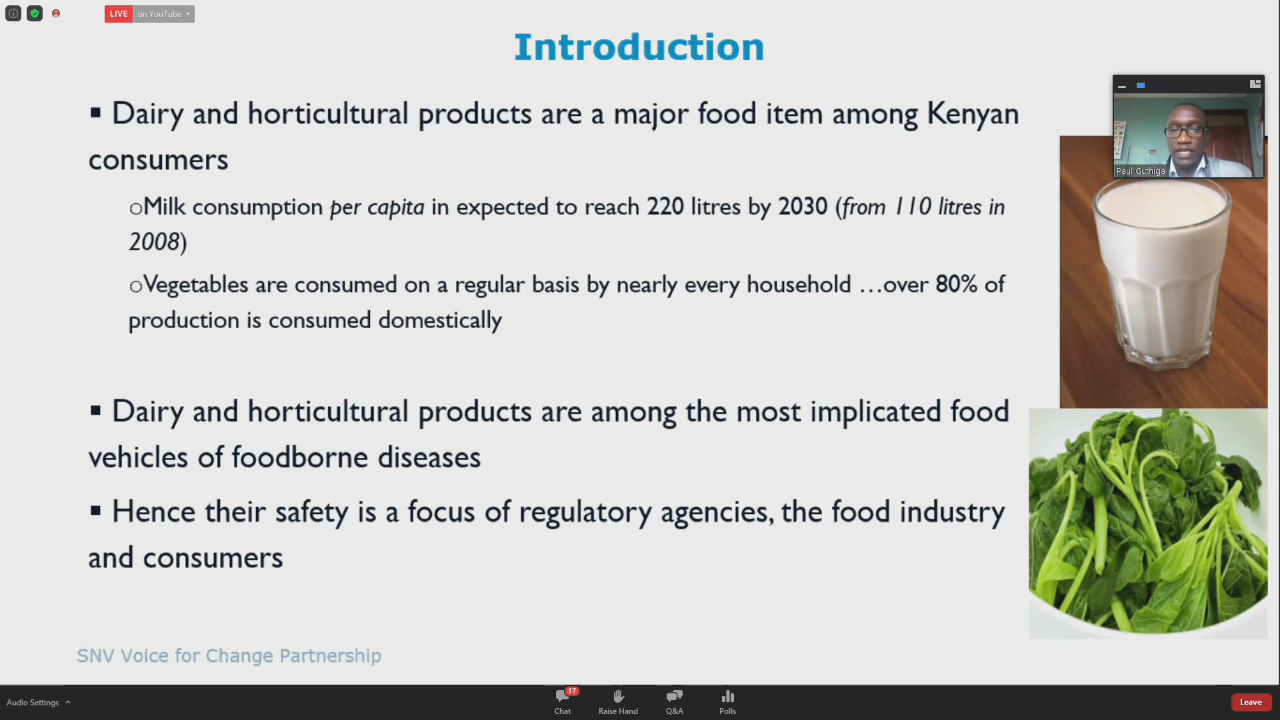 LIVE on YouTube
Introduction
Paul Guthiga
▪ Dairy and horticultural products are a major food item among Kenyan
consumers
oMilk consumption per capita in expected to reach 220 litres by 2030 (from 110 litres in
2008)
oVegetables are consumed on a regular basis by nearly every household …over 80% of
production is consumed domestically
▪ Dairy and horticultural products are among the most implicated food
vehicles of foodborne diseases
▪ Hence their safety is a focus of regulatory agencies, the food industry
and consumers
SNV Voice for Change Partnership
Audio Settings
17
Chat
Raise Hand
Q&A
Polls
Leave